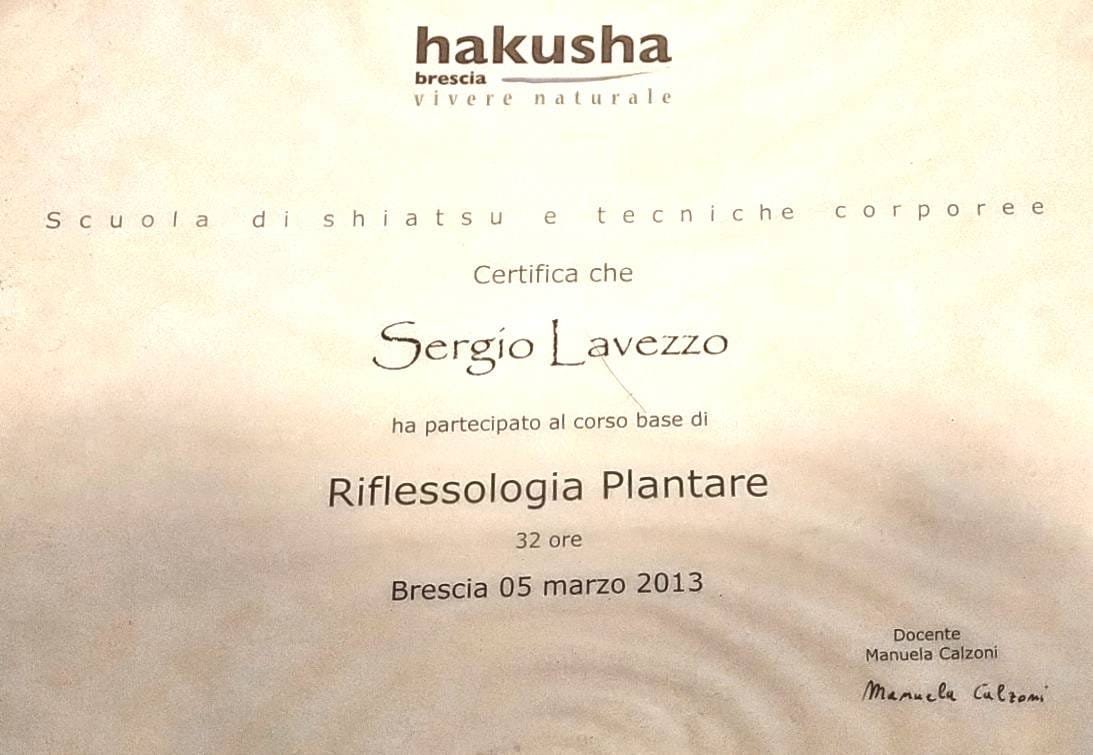 hakusha
brescia
vivere naturale
Scuola di shiatsu e tecniche corporee
Certifica che
Sergio Lavezzo
ha partecipato al corso base di
Riflessologia Plantare
32 ore
Brescia 05 marzo 2013
Docente
Manuela Calzoni
Manuela Calzoni